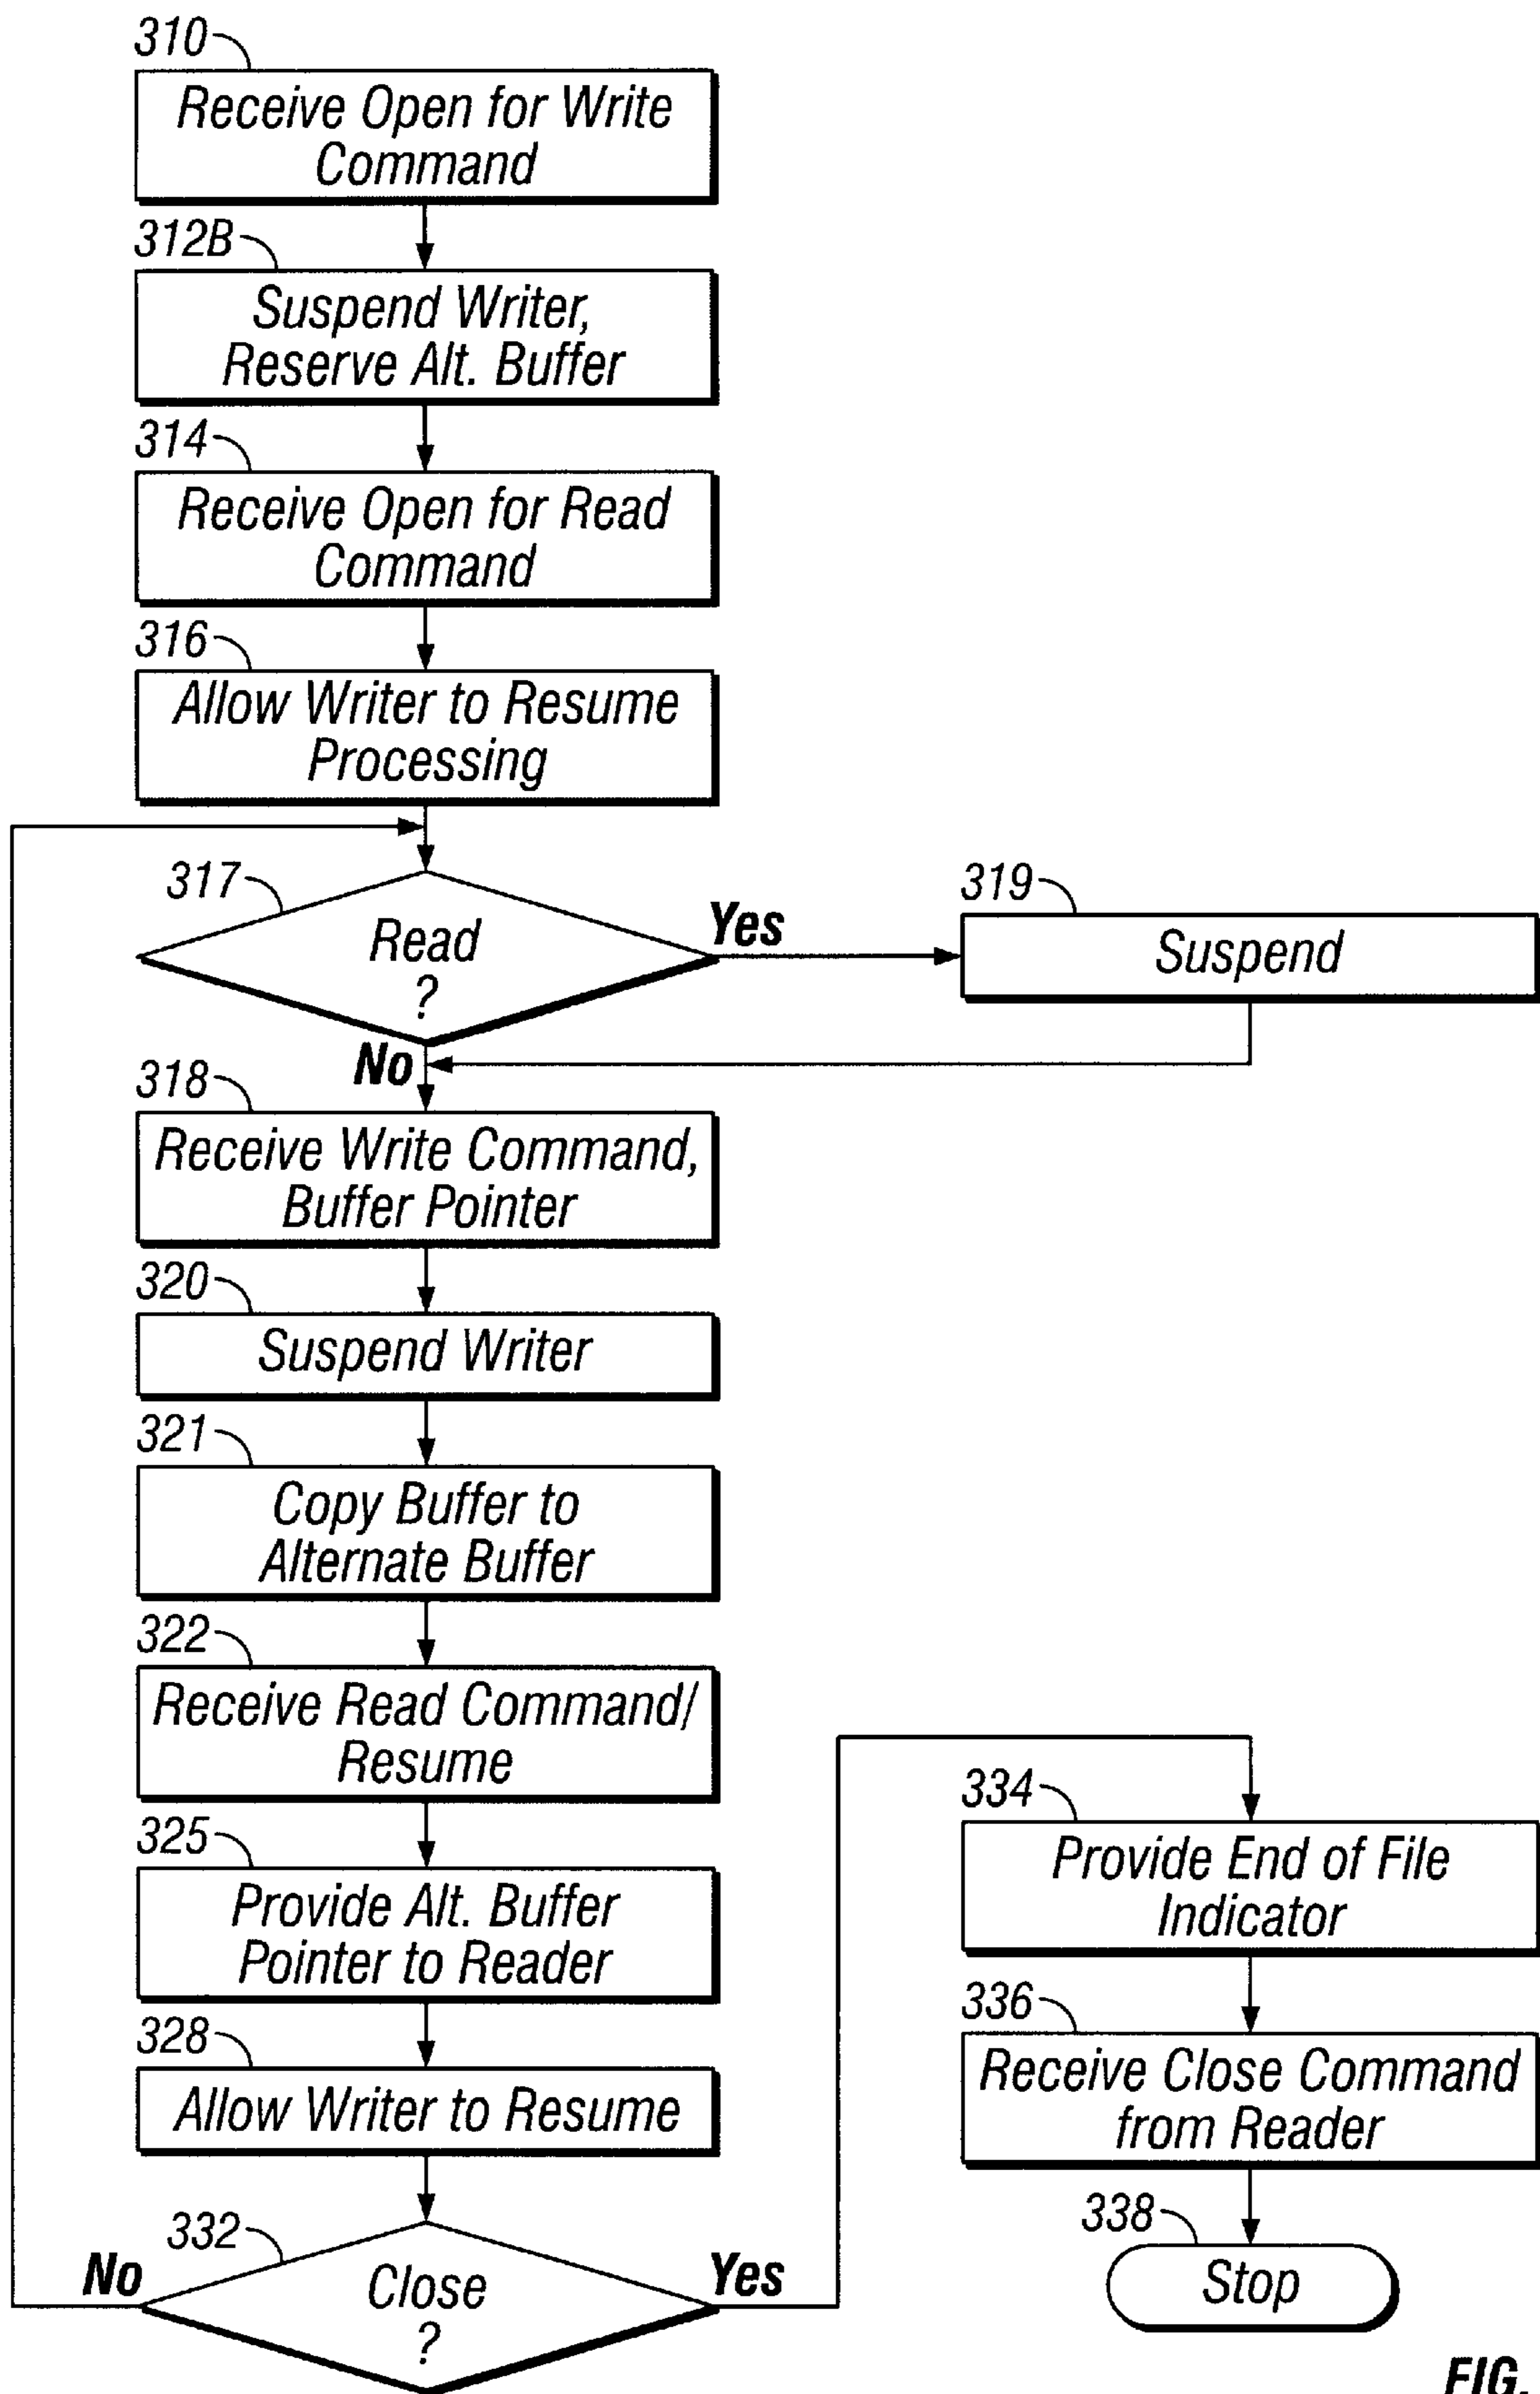 310
Receive Open for Write
Command
312B
Suspend Writer,
Reserve Alt. Buffer
314
Receive Open for Read
Command
316
Allow Writer to Resume
Processing
317
Read
?
Yes
No
319
Suspend
318
Receive Write Command,
Buffer Pointer
320
Suspend Writer
321
Copy Buffer to
Alternate Buffer
322
Receive Read Command/
Resume
325
Provide Alt. Buffer
Pointer to Reader
328
Allow Writer to Resume
332
Close
?
No
Yes
334
Provide End of File
Indicator
336
Receive Close Command
from Reader
338
Stop
FIG.